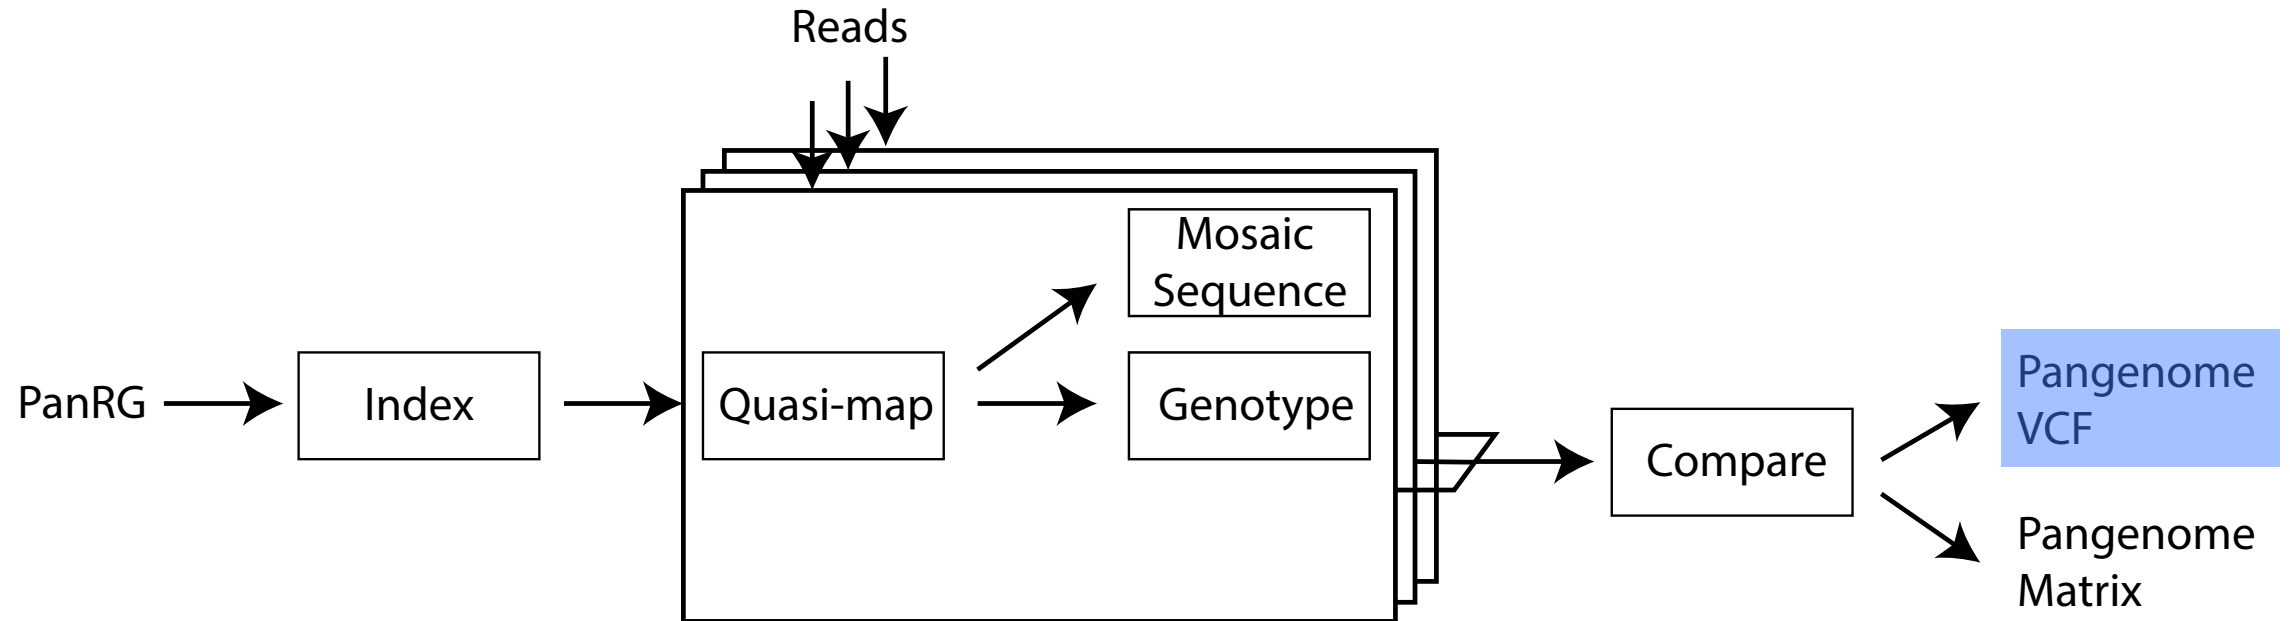 Reads
Mosaic
Sequence
PanRG
Index
Quasi-map
Genotype
Compare
Pangenome
VCF
Pangenome
Matrix